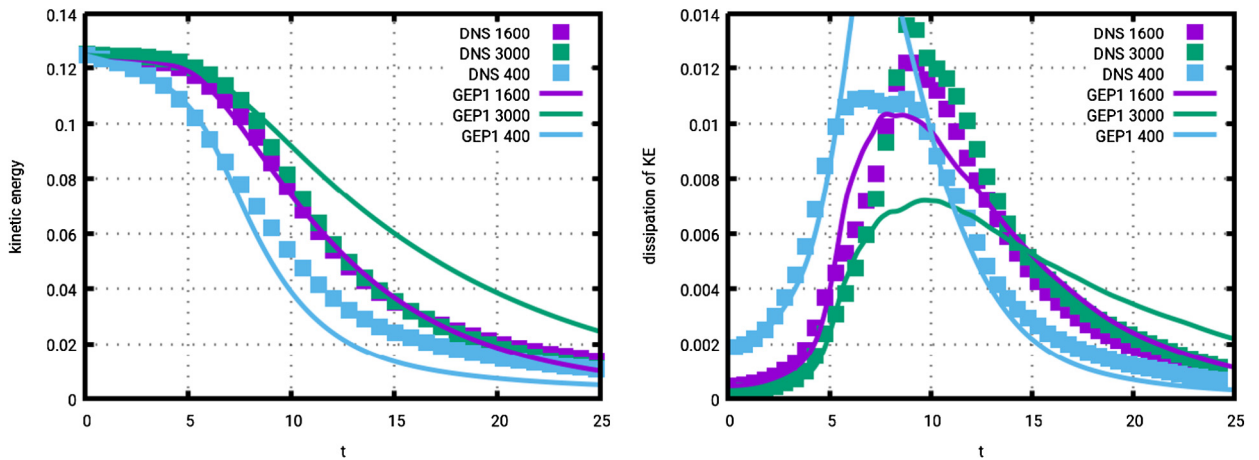 0.14
0.12
0.1
0.08
0.06
0.04
0.02
0
kinetic energy
0
5
10
15
20
25
t
DNS 1600
DNS 3000
DNS 400
GEP1 1600
GEP1 3000
GEP1 400
0.014
0.012
0.01
0.008
0.006
0.004
0.002
0
dissipation of KE
0
5
10
15
20
25
t
DNS 1600
DNS 3000
DNS 400
GEP1 1600
GEP1 3000
GEP1 400